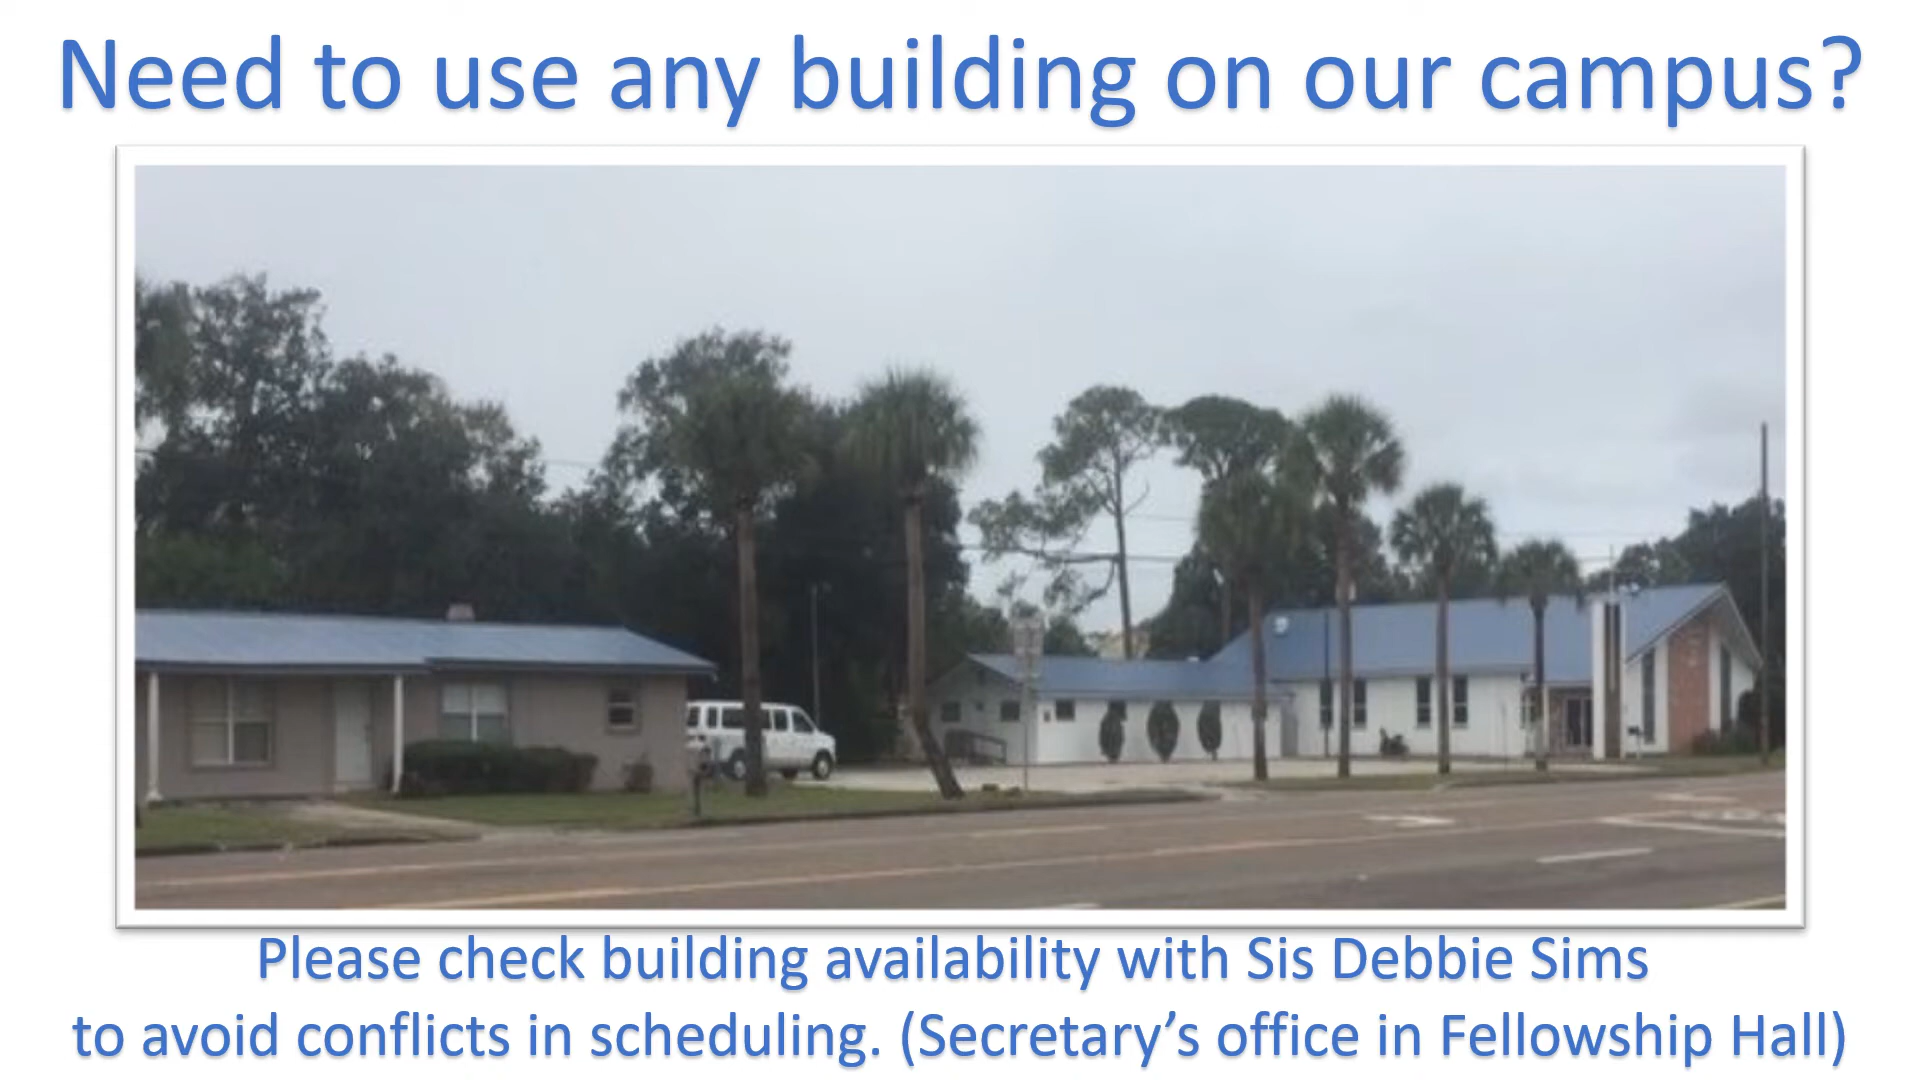 Need to use any building on our campus?
Please check building availability with Sis Debbie Sims
to avoid conflicts in scheduling. (Secretary’s office in Fellowship Hall)